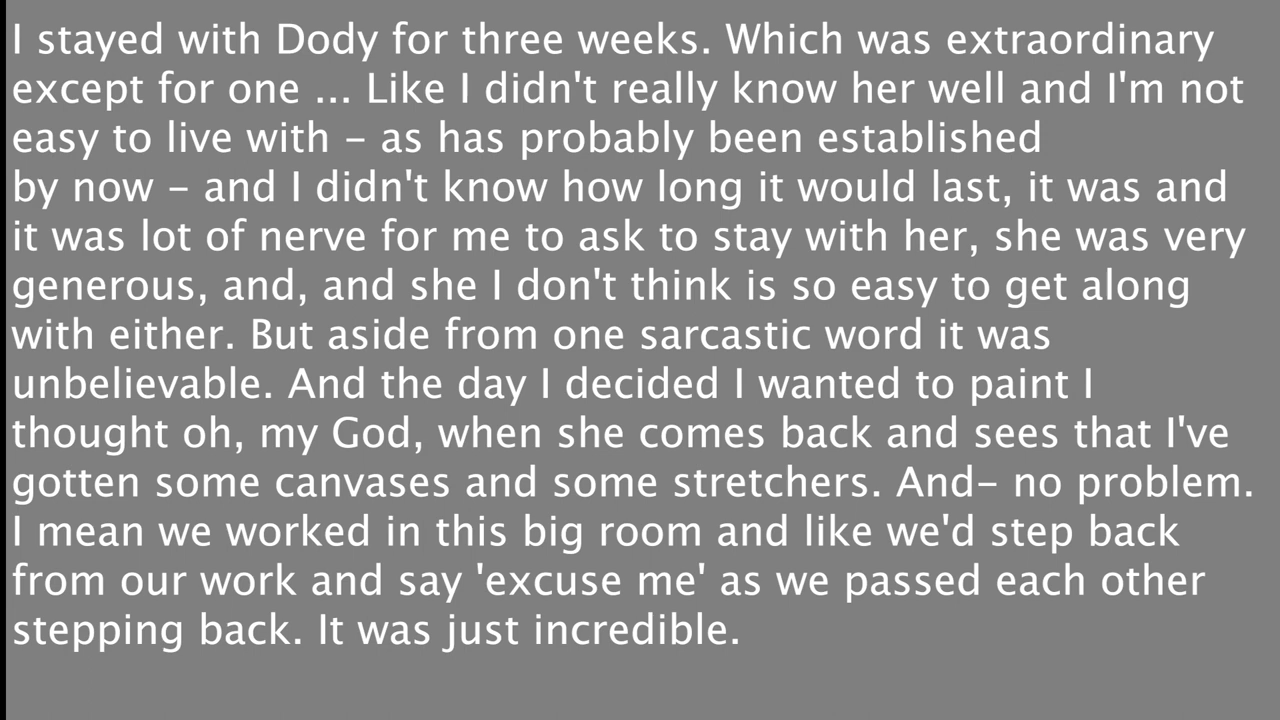 I stayed with Dody for three weeks. Which was extraordinary
except for one ... Like I didn't really know her well and I'm not
easy to live with – as has probably been established
by now – and I didn't know how long it would last, it was and
it was lot of nerve for me to ask to stay with her, she was very
generous, and, and she I don't think is so easy to get along
with either. But aside from one sarcastic word it was
unbelievable. And the day I decided I wanted to paint I
thought oh, my God, when she comes back and sees that I've
gotten some canvases and some stretchers. And– no problem.
I mean we worked in this big room and like we'd step back
from our work and say 'excuse me' as we passed each other
stepping back. It was just incredible.